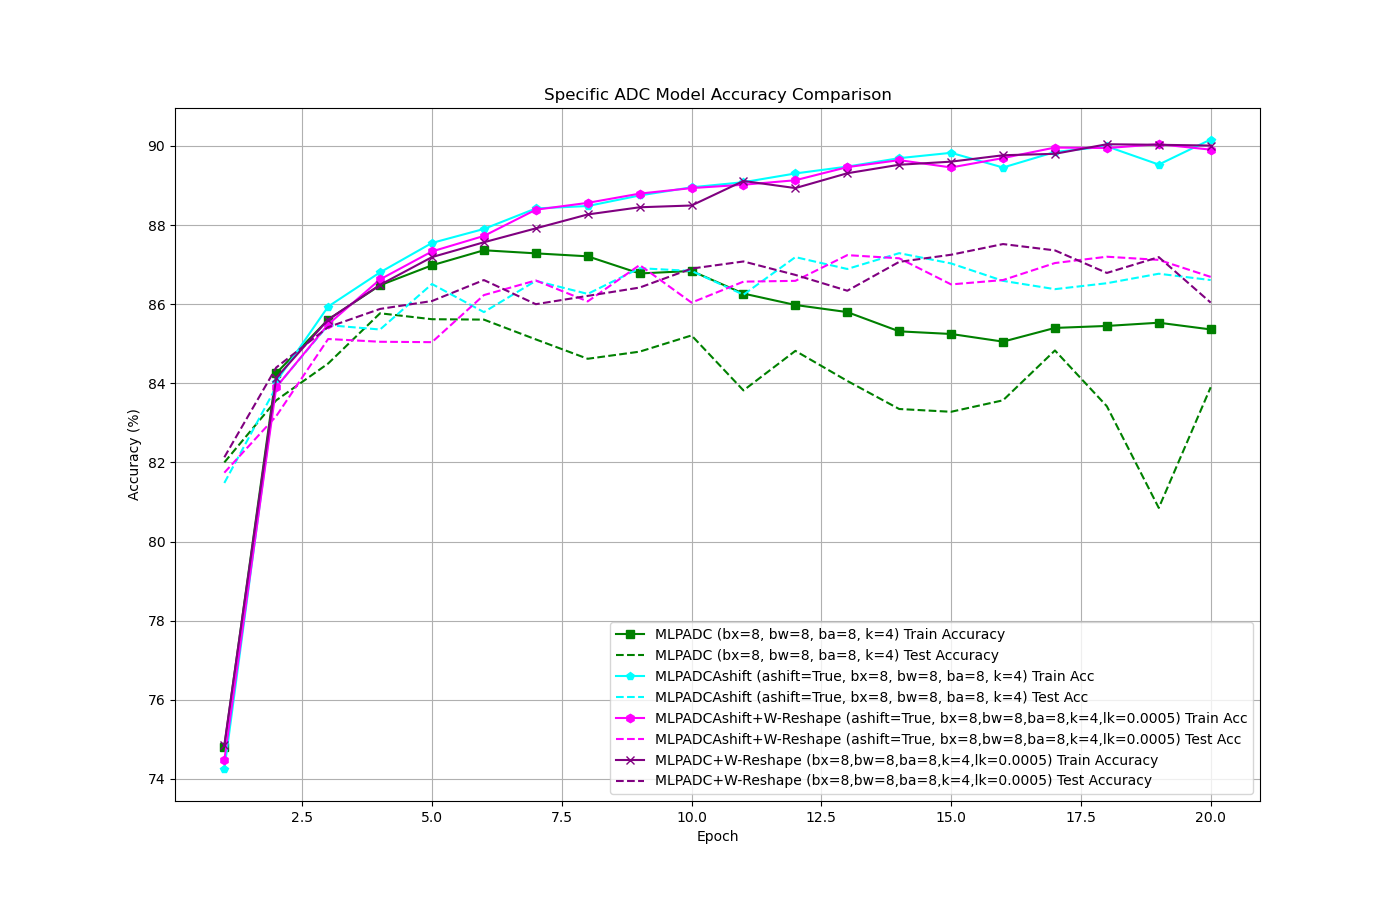 Specific ADC Model Accuracy Comparison
Accuracy (%)
90
88
86
84
82
80
78
76
74
MLPADC (bx=8, bw=8, ba=8, k=4) Train Accuracy
MLPADC (bx=8, bw=8, ba=8, k=4) Test Accuracy
MLPADCAshift (ashift=True, bx=8, bw=8, ba=8, k=4) Train Acc
MLPADCAshift (ashift=True, bx=8, bw=8, ba=8, k=4) Test Acc
MLPADCAshift+W-Reshape (ashift=True, bx=8,bw=8,ba=8,k=4,lk=0.0005) Train Acc
MLPADCAshift+W-Reshape (ashift=True, bx=8,bw=8,ba=8,k=4,lk=0.0005) Test Acc
MLPADC+W-Reshape (bx=8,bw=8,ba=8,k=4,lk=0.0005) Train Accuracy
MLPADC+W-Reshape (bx=8,bw=8,ba=8,k=4,lk=0.0005) Test Accuracy
2.5 5.0 7.5 10.0 12.5 15.0 17.5 20.0
Epoch